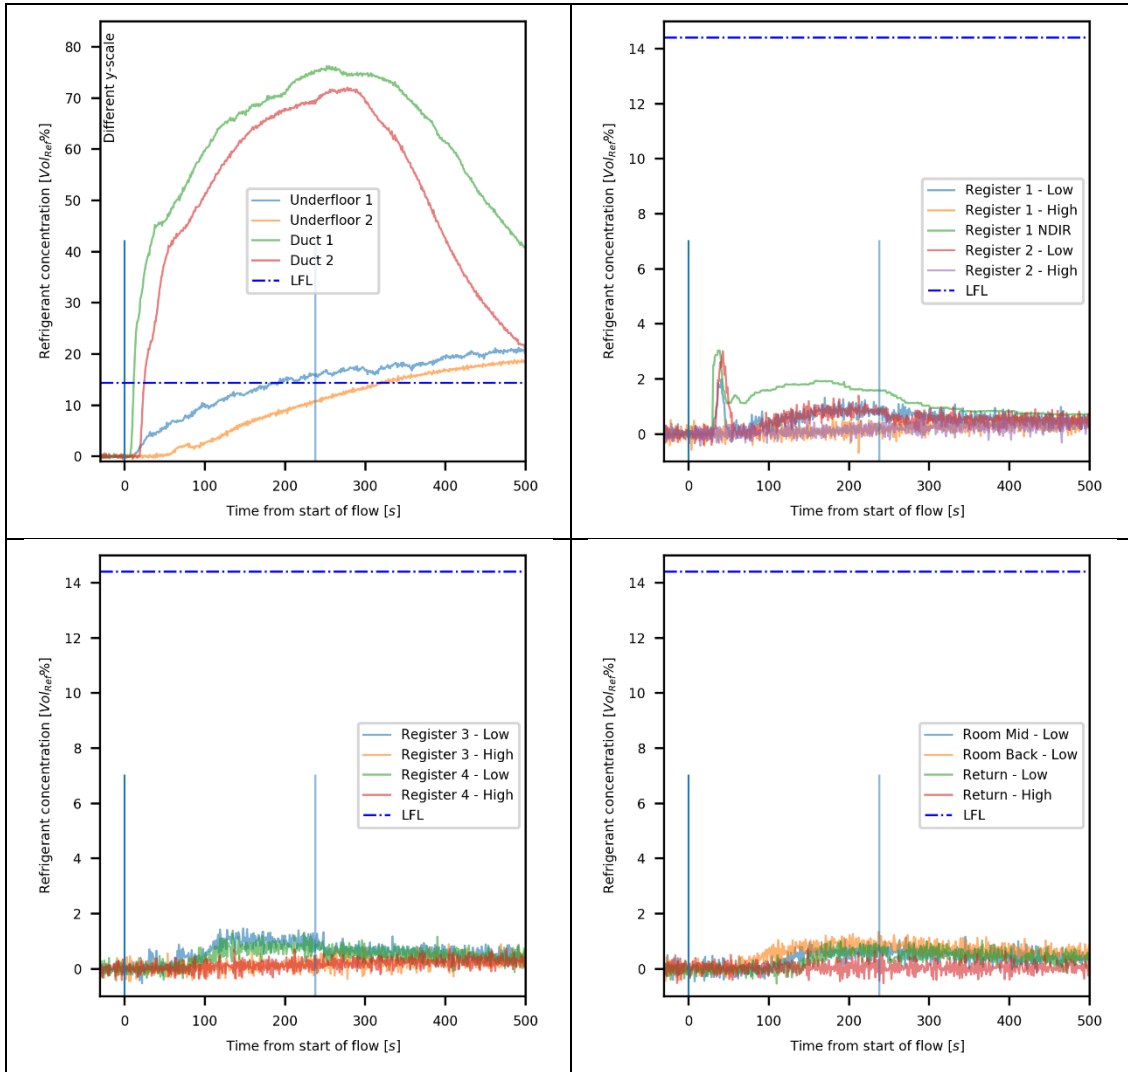 Different y-scale
Refrigerant concentration [Vol_Ref%]
80
70
60
50
40
30
20
10
0
Underfloor 1
Underfloor 2
Duct 1
Duct 2
LFL
0 100 200 300 400 500
Time from start of flow [s]
Refrigerant concentration [Vol_Ref%]
14
12
10
8
6
4
2
0
Register 1 - Low
Register 1 - High
Register 1 NDIR
Register 2 - Low
Register 2 - High
LFL
0 100 200 300 400 500
Time from start of flow [s]
Refrigerant concentration [Vol_Ref%]
14
12
10
8
6
4
2
0
Register 3 - Low
Register 3 - High
Register 4 - Low
Register 4 - High
LFL
0 100 200 300 400 500
Time from start of flow [s]
Refrigerant concentration [Vol_Ref%]
14
12
10
8
6
4
2
0
Room Mid - Low
Room Back - Low
Return - Low
Return - High
LFL
0 100 200 300 400 500
Time from start of flow [s]